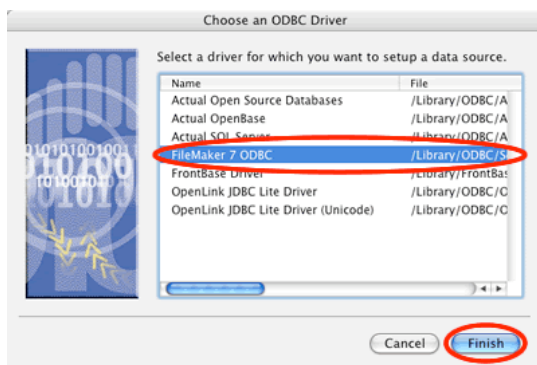 Choose an ODBC Driver
Select a driver for which you want to setup a data source.
Name File
Actual Open Source Databases /Library/ODBC/A
Actual OpenBase /Library/ODBC/A
Actual SQL Server /Library/ODBC/A
FileMaker 7 ODBC /Library/ODBC/S
FrontBase Driver /Library/FrontBas
OpenLink JDBC Lite Driver /Library/ODBC/O
OpenLink JDBC Lite Driver (Unicode) /Library/ODBC/O
Cancel Finish